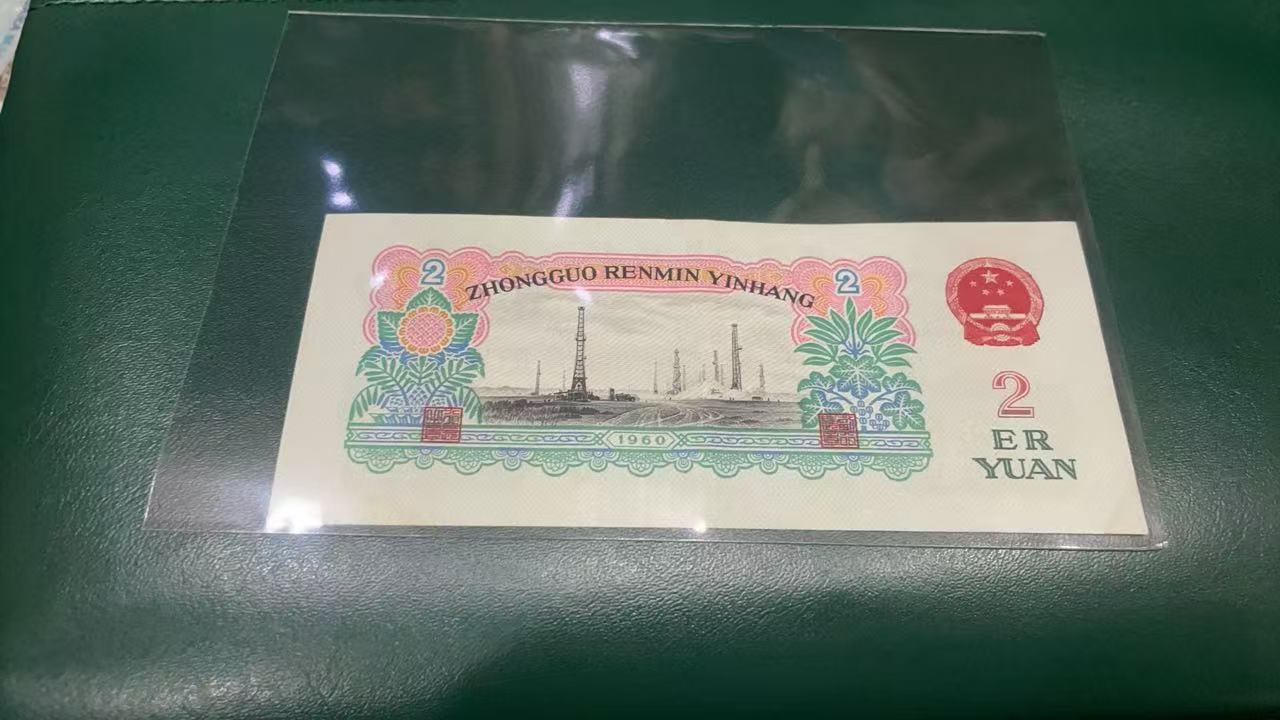 2
ZHONGGUO RENMIN YINHANG
2
1960
2
ER
YUAN